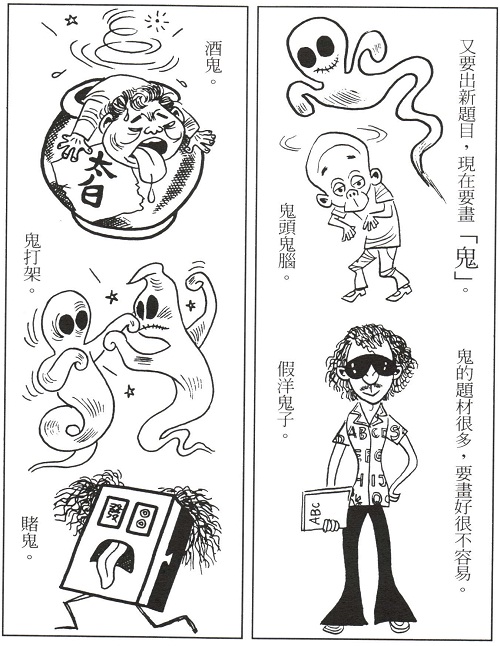 又要出新題目，現在要畫「鬼」。
鬼頭鬼腦。
鬼的題材很多，要畫好很不容易。
假洋鬼子。
ABC
酒鬼。
太白
鬼打架。
發
賭鬼。